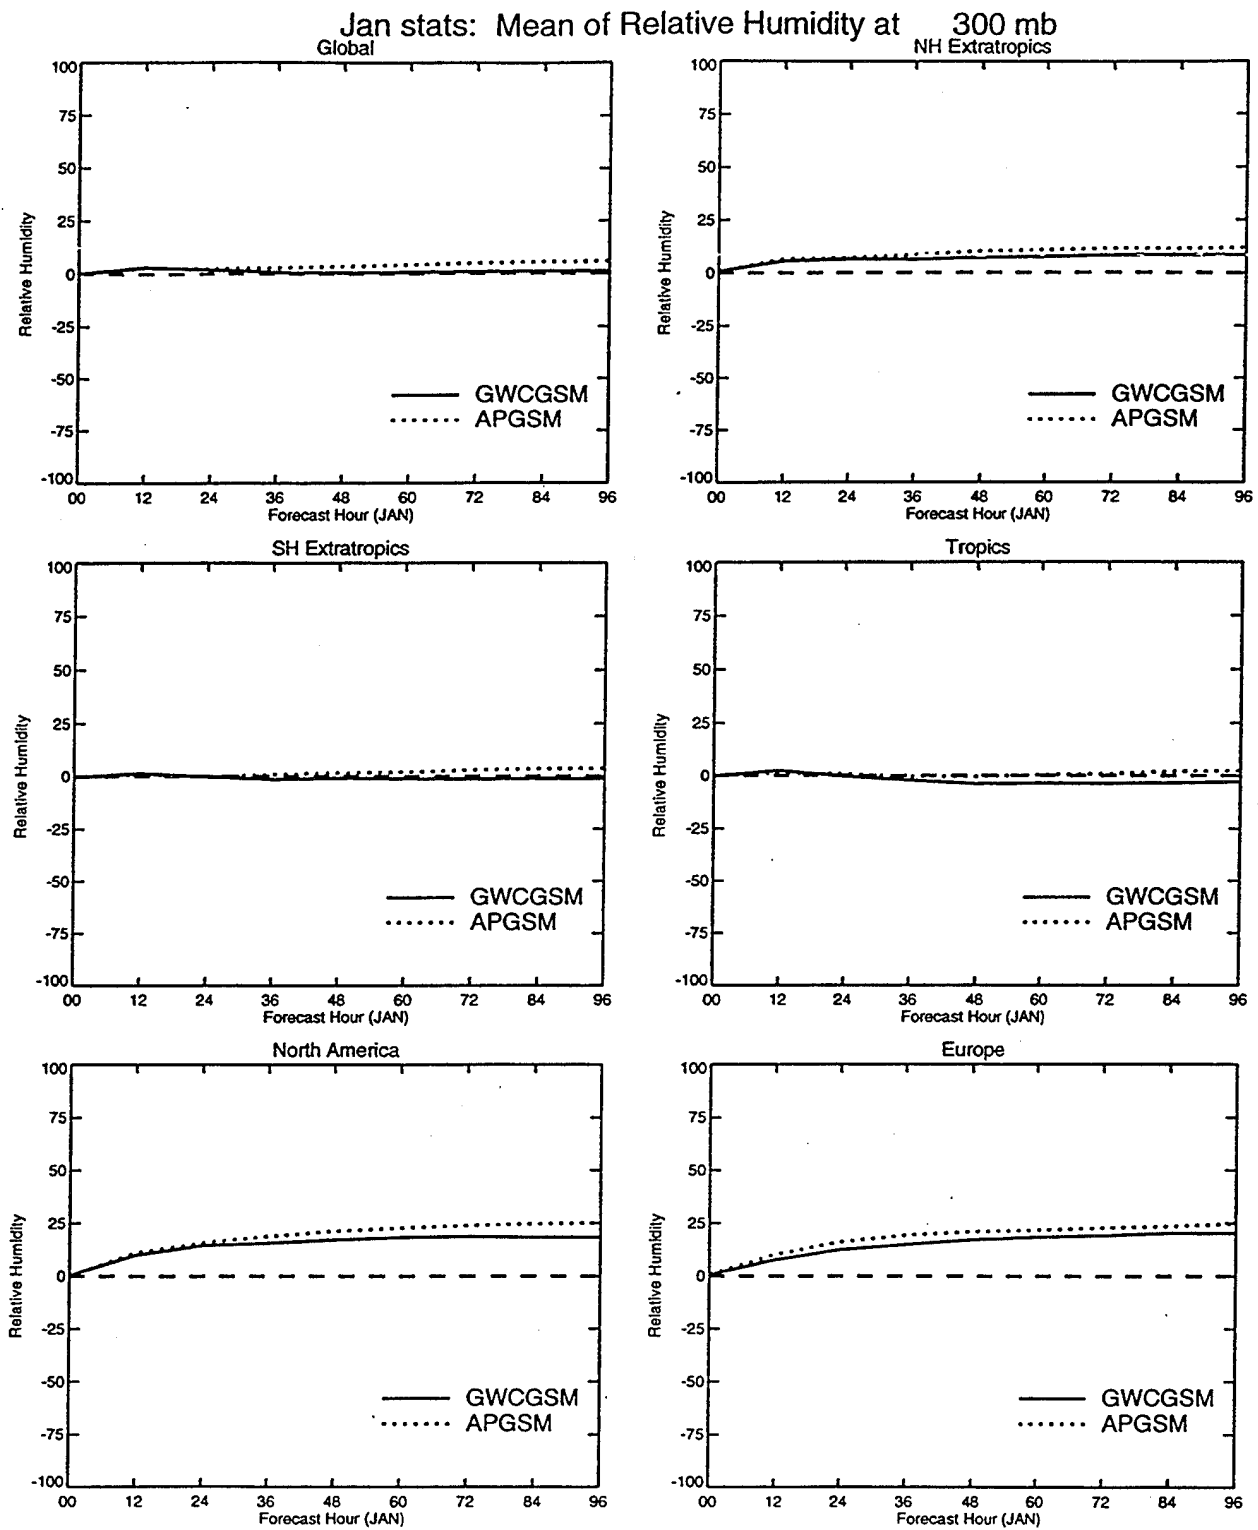 Jan stats: Mean of Relative Humidity at 300 mb
Global
100
75
50
25
0
-25
-50
-75
-100
Relative Humidity
GWCGSM
APGSM
00 12 24 36 48 60 72 84 96
Forecast Hour (JAN)
NH Extratropics
100
75
50
25
0
-25
-50
-75
-100
Relative Humidity
GWCGSM
APGSM
00 12 24 36 48 60 72 84 96
Forecast Hour (JAN)
SH Extratropics
100
75
50
25
0
-25
-50
-75
-100
Relative Humidity
GWCGSM
APGSM
00 12 24 36 48 60 72 84 96
Forecast Hour (JAN)
Tropics
100
75
50
25
0
-25
-50
-75
-100
Relative Humidity
GWCGSM
APGSM
00 12 24 36 48 60 72 84 96
Forecast Hour (JAN)
North America
100
75
50
25
0
-25
-50
-75
-100
Relative Humidity
GWCGSM
APGSM
00 12 24 36 48 60 72 84 96
Forecast Hour (JAN)
Europe
100
75
50
25
0
-25
-50
-75
-100
Relative Humidity
GWCGSM
APGSM
00 12 24 36 48 60 72 84 96
Forecast Hour (JAN)